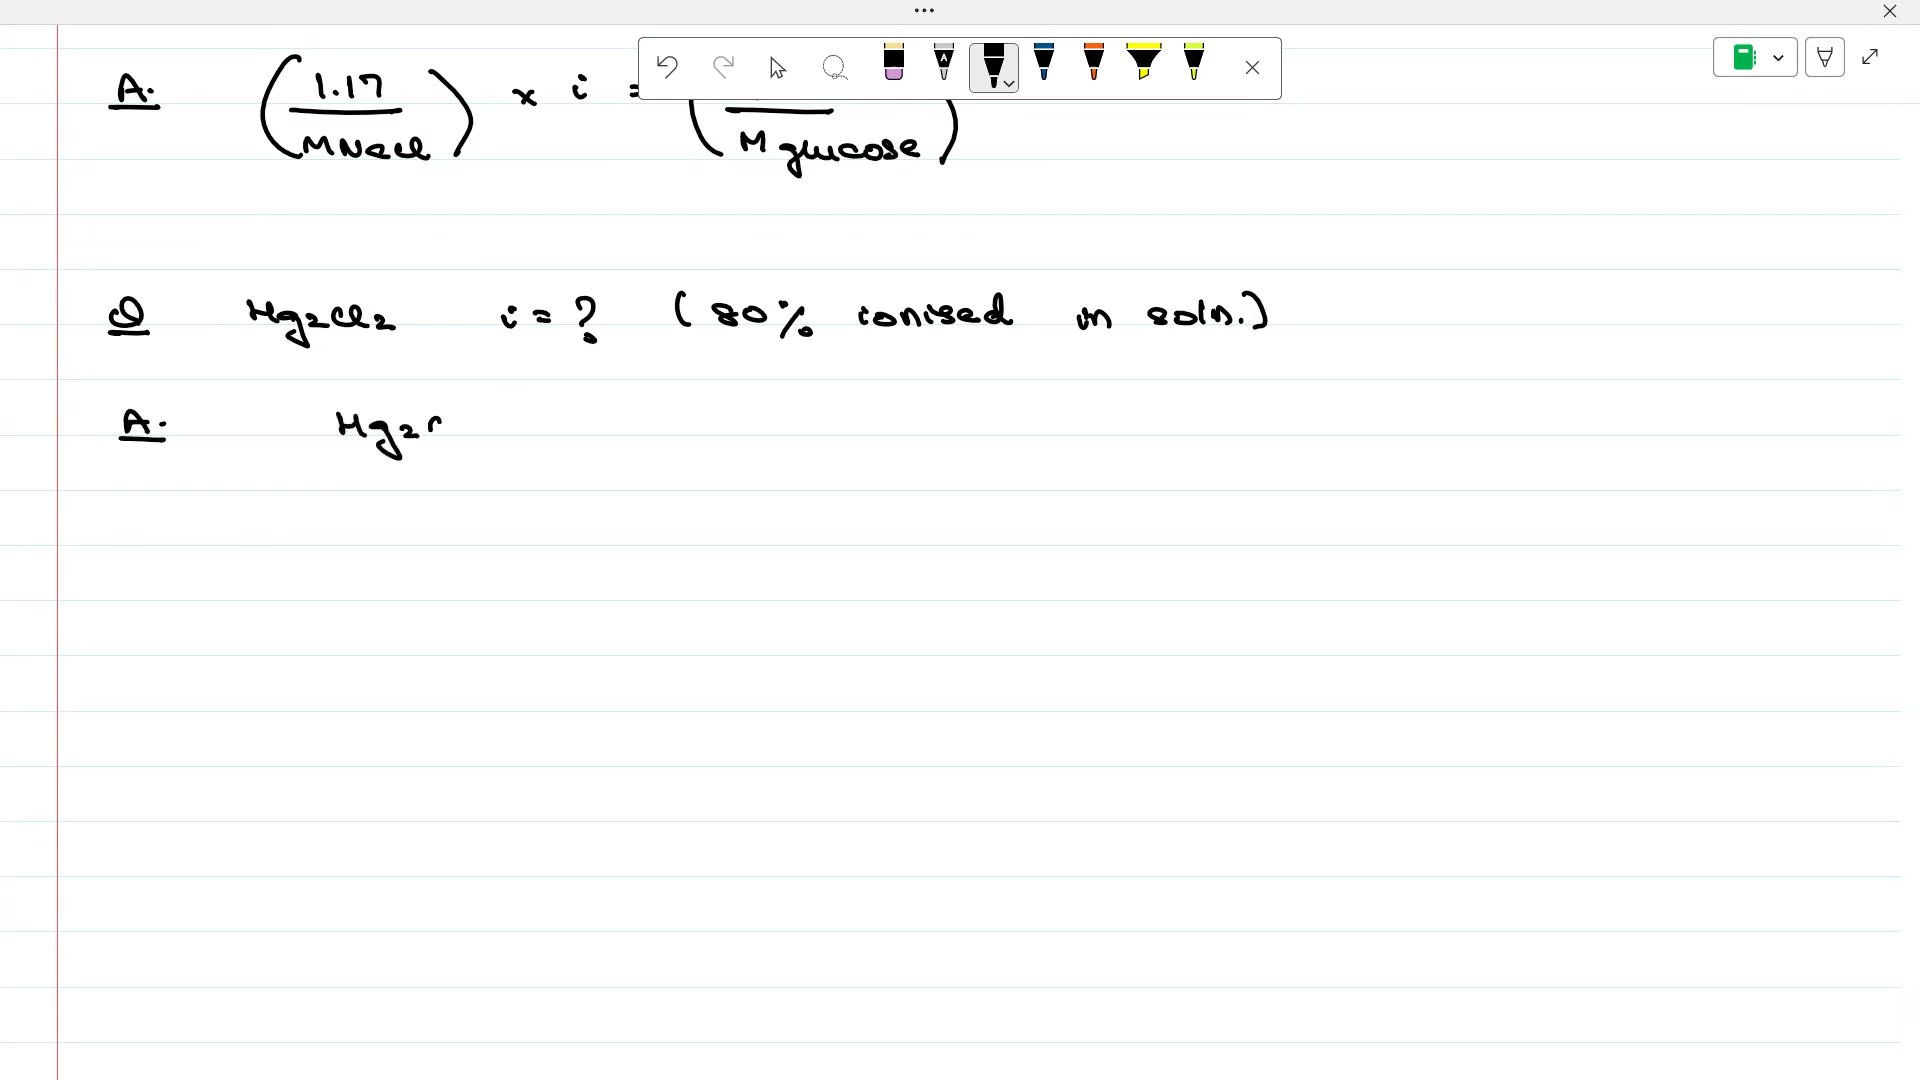 A. (1.17 / MNaCl) x i = ( / M glucose)
Q Hg₂Cl₂ i = ? (80% ionised in soln.)
A. Hg₂